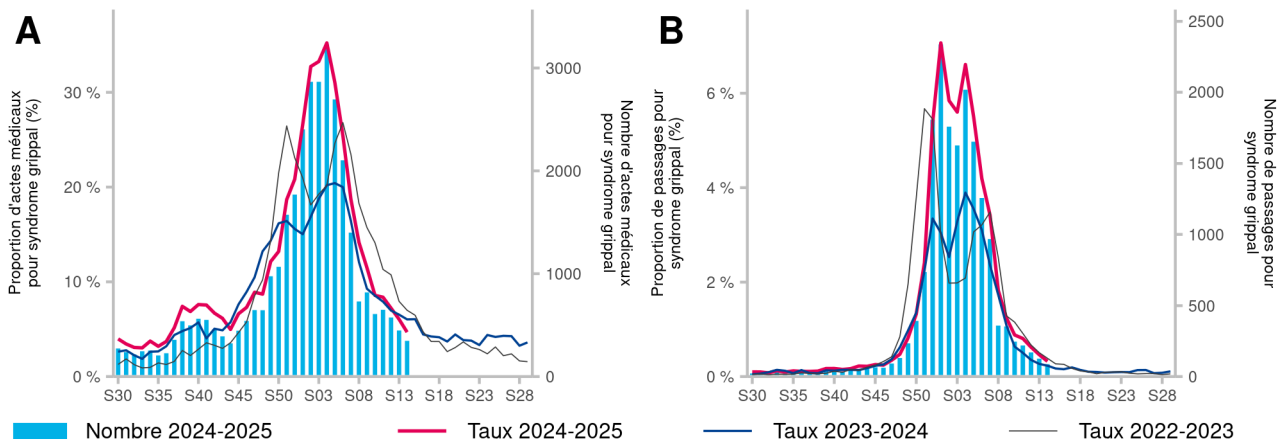 A
Proportion d'actes médicaux
pour syndrome grippal (%)
30 %
20 %
10 %
0 %
3000
2000
1000
0
Nombre d'actes médicaux
pour syndrome grippal
S30 S35 S40 S45 S50 S03 S08 S13 S18 S23 S28
B
Proportion de passages pour
syndrome grippal (%)
6 %
4 %
2 %
0 %
2500
2000
1500
1000
500
0
Nombre de passages pour
syndrome grippal
S30 S35 S40 S45 S50 S03 S08 S13 S18 S23 S28
Nombre 2024-2025 Taux 2024-2025 Taux 2023-2024 Taux 2022-2023